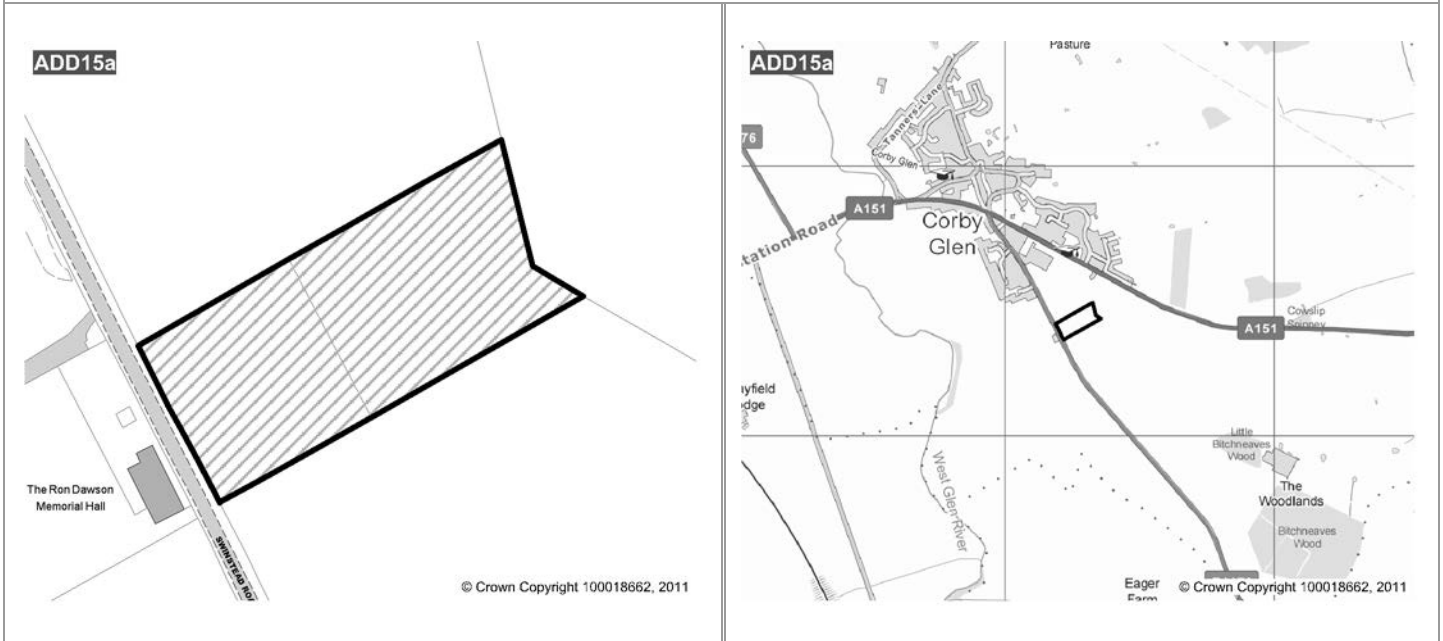 ADD15a
The Ron Dawson
Memorial Hall
© Crown Copyright 100018662, 2011
ADD15a
Pasture
76
Tanners Lane
Corby Glen
A151
Station Road
Corby
Glen
A151
Cowslip
Spinney
Little
Bitchneaves
Wood
The
Woodlands
Bitchneaves
Wood
West Glen River
Eager
Farm
© Crown Copyright 100018662, 2011